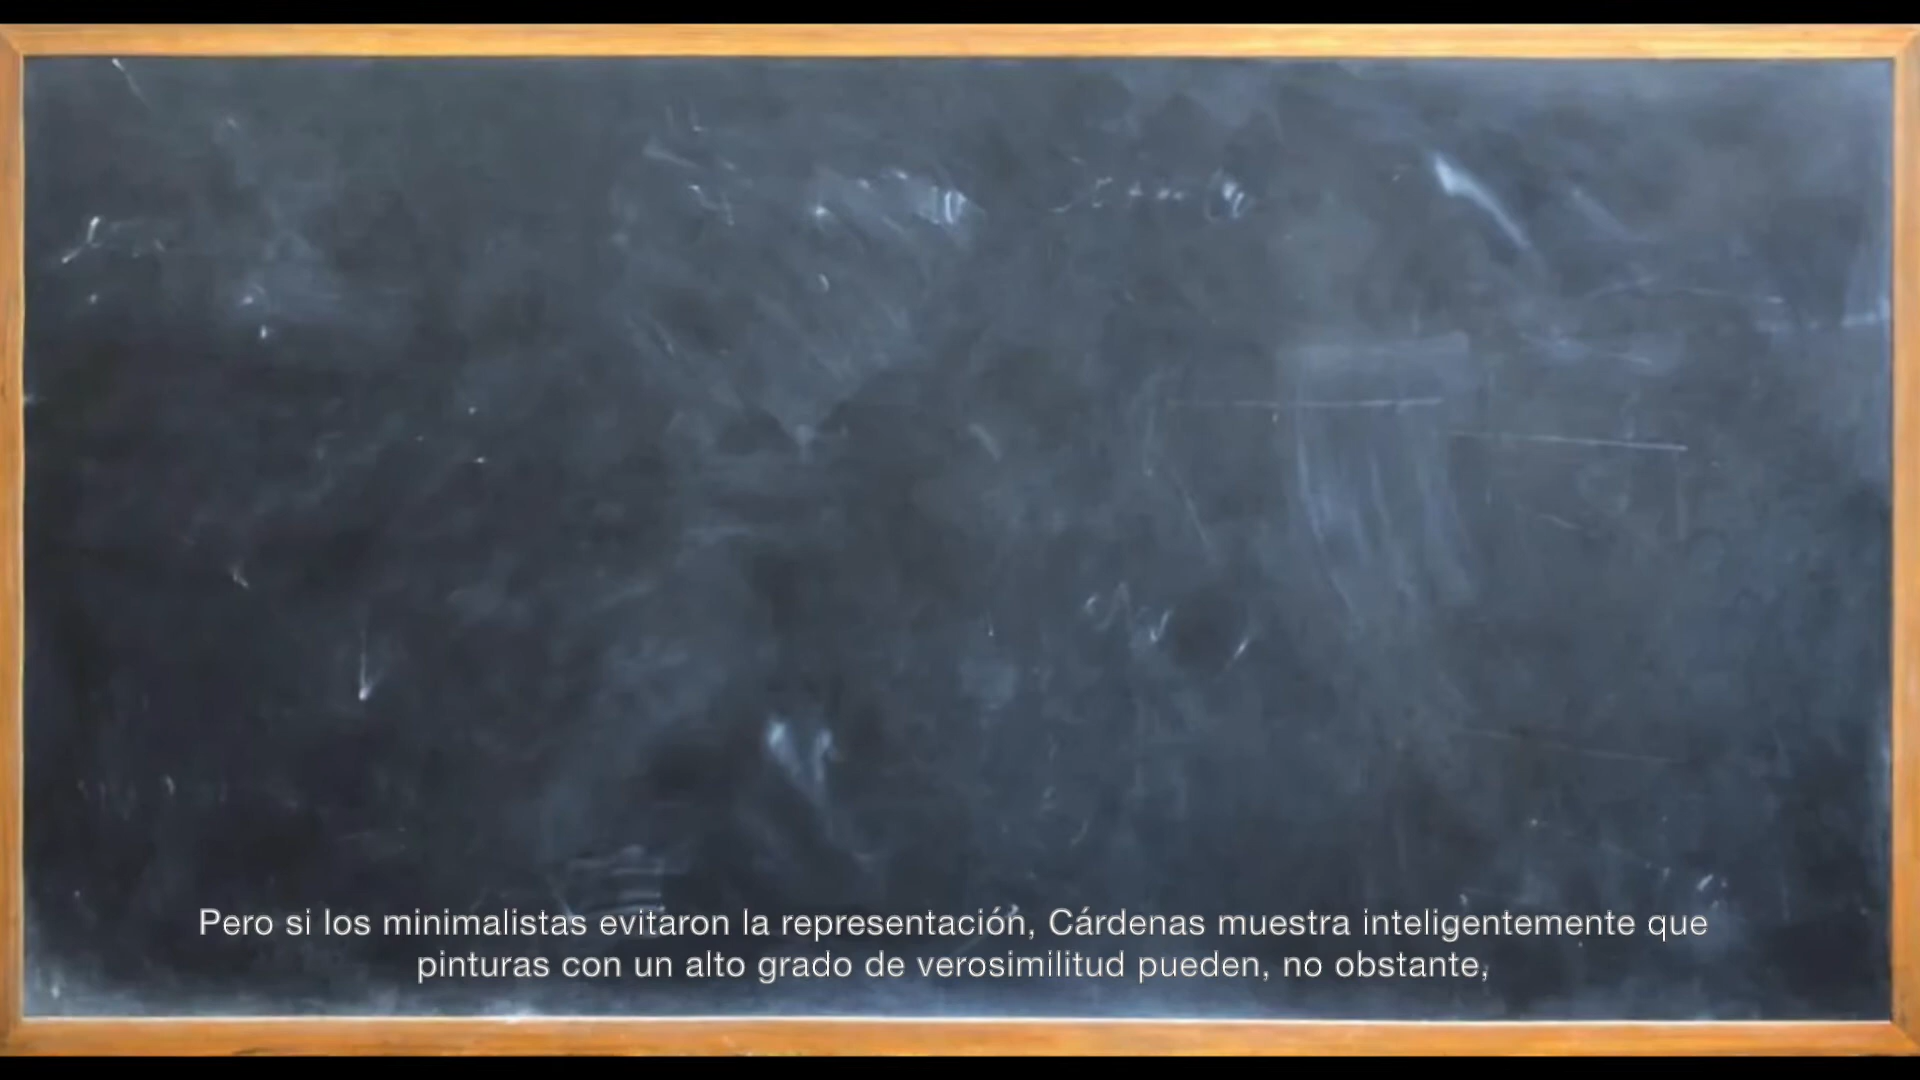 Pero si los minimalistas evitaron la representación, Cárdenas muestra inteligentemente que
pinturas con un alto grado de verosimilitud pueden, no obstante,